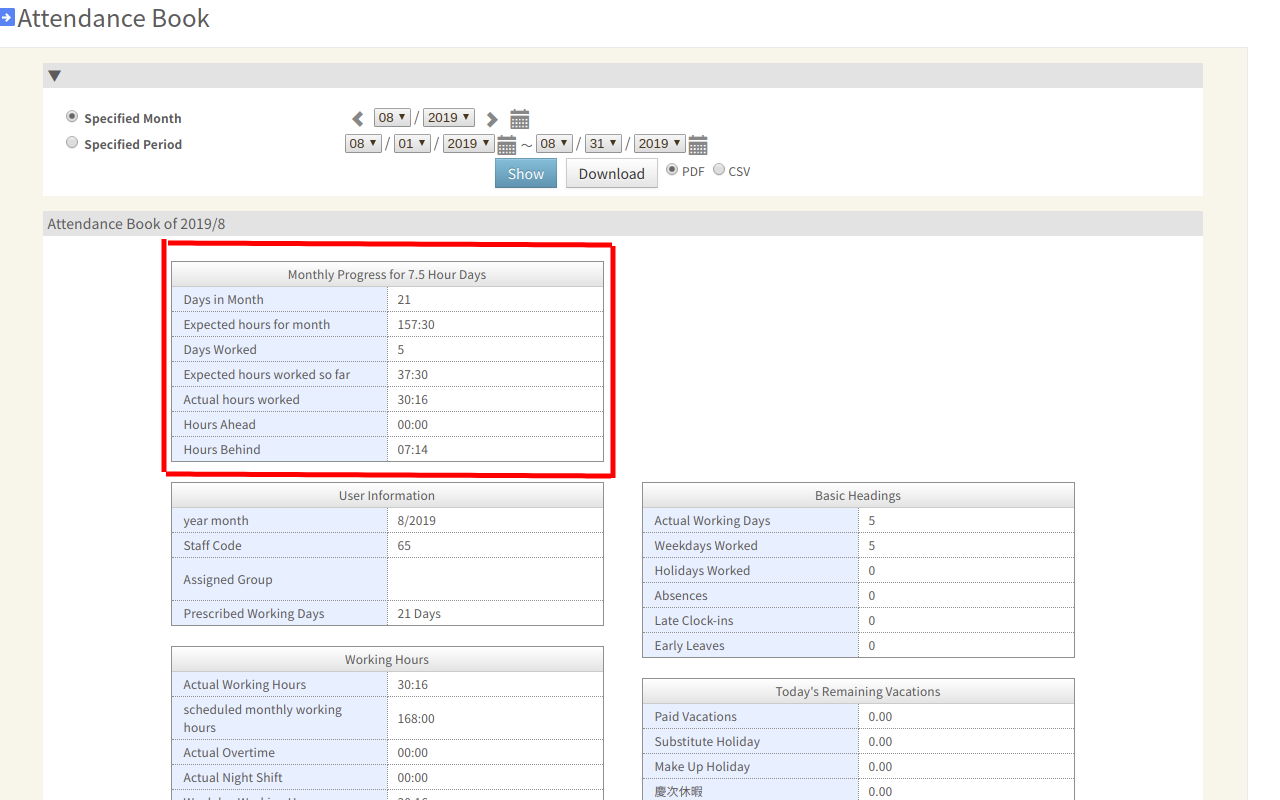 Attendance Book
▼
Specified Month 08 / 2019
Specified Period 08 / 01 / 2019 ～ 08 / 31 / 2019
Show Download PDF CSV
Attendance Book of 2019/8
Monthly Progress for 7.5 Hour Days
Days in Month 21
Expected hours for month 157:30
Days Worked 5
Expected hours worked so far 37:30
Actual hours worked 30:16
Hours Ahead 00:00
Hours Behind 07:14
User Information
year month 8/2019
Staff Code 65
Assigned Group
Prescribed Working Days 21 Days
Basic Headings
Actual Working Days 5
Weekdays Worked 5
Holidays Worked 0
Absences 0
Late Clock-ins 0
Early Leaves 0
Working Hours
Actual Working Hours 30:16
scheduled monthly working
hours 168:00
Actual Overtime 00:00
Actual Night Shift 00:00
Today's Remaining Vacations
Paid Vacations 0.00
Substitute Holiday 0.00
Make Up Holiday 0.00
慶次休暇 0.00